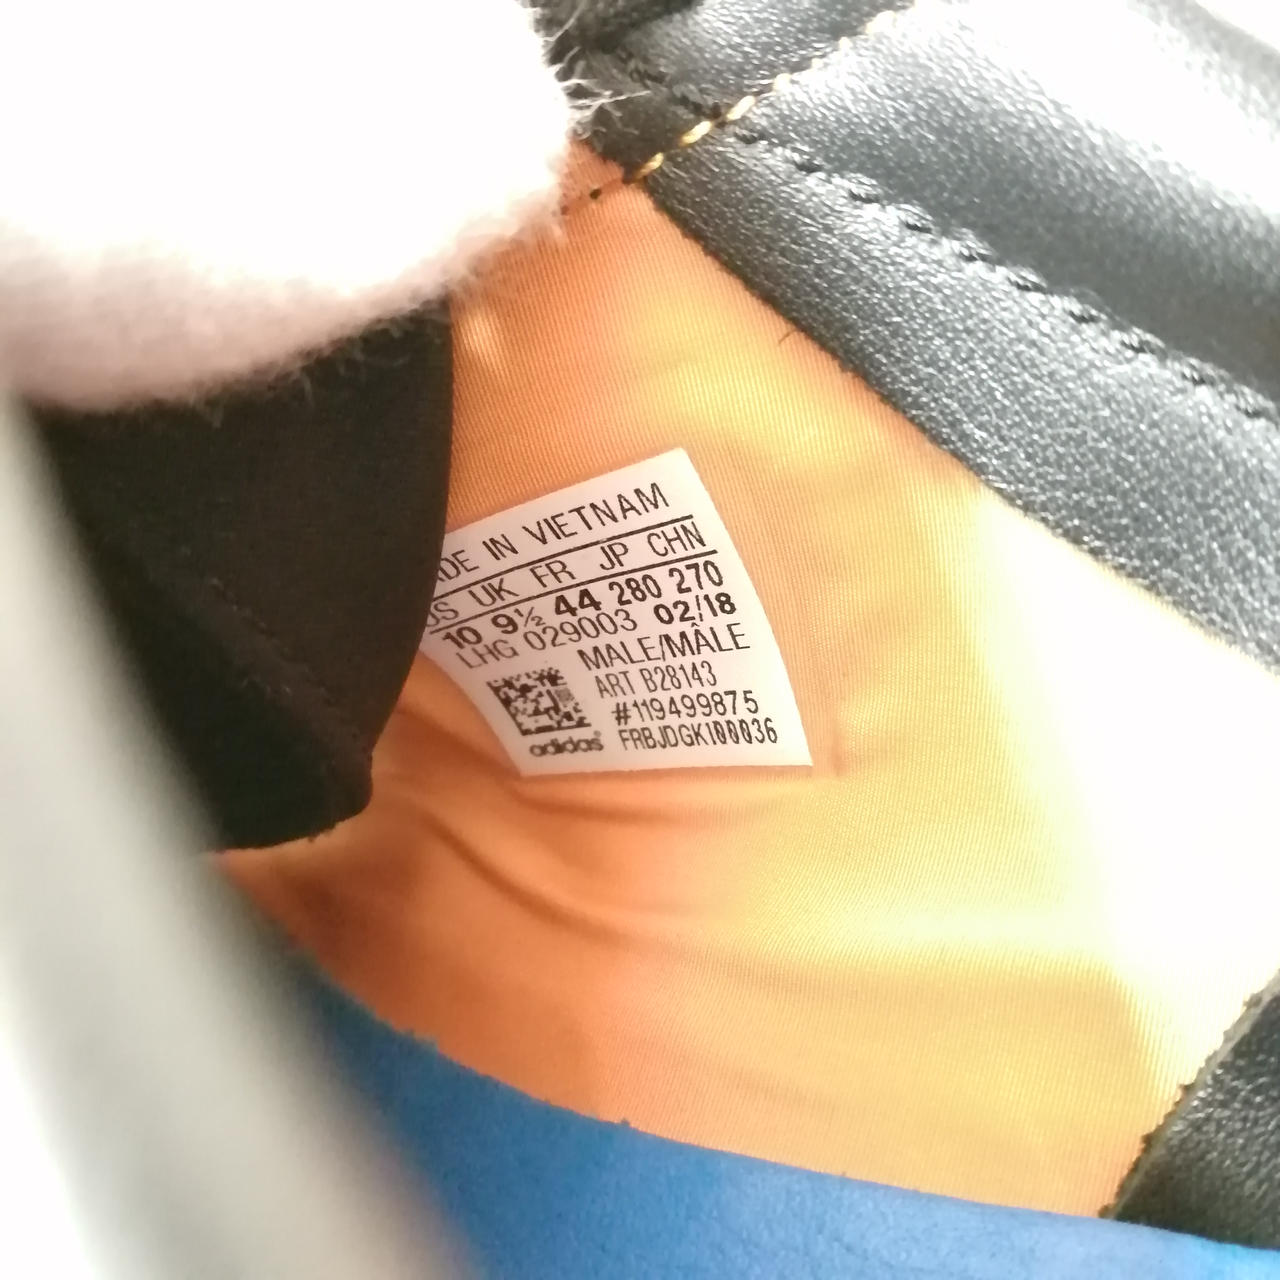 DE IN VIETNAM
US UK FR JP CHN
10 9½ 44 280 270
LHG 029003 02/18
MALE/MÂLE
ART B28143
#119499875
adidas® FRBJDGK100036